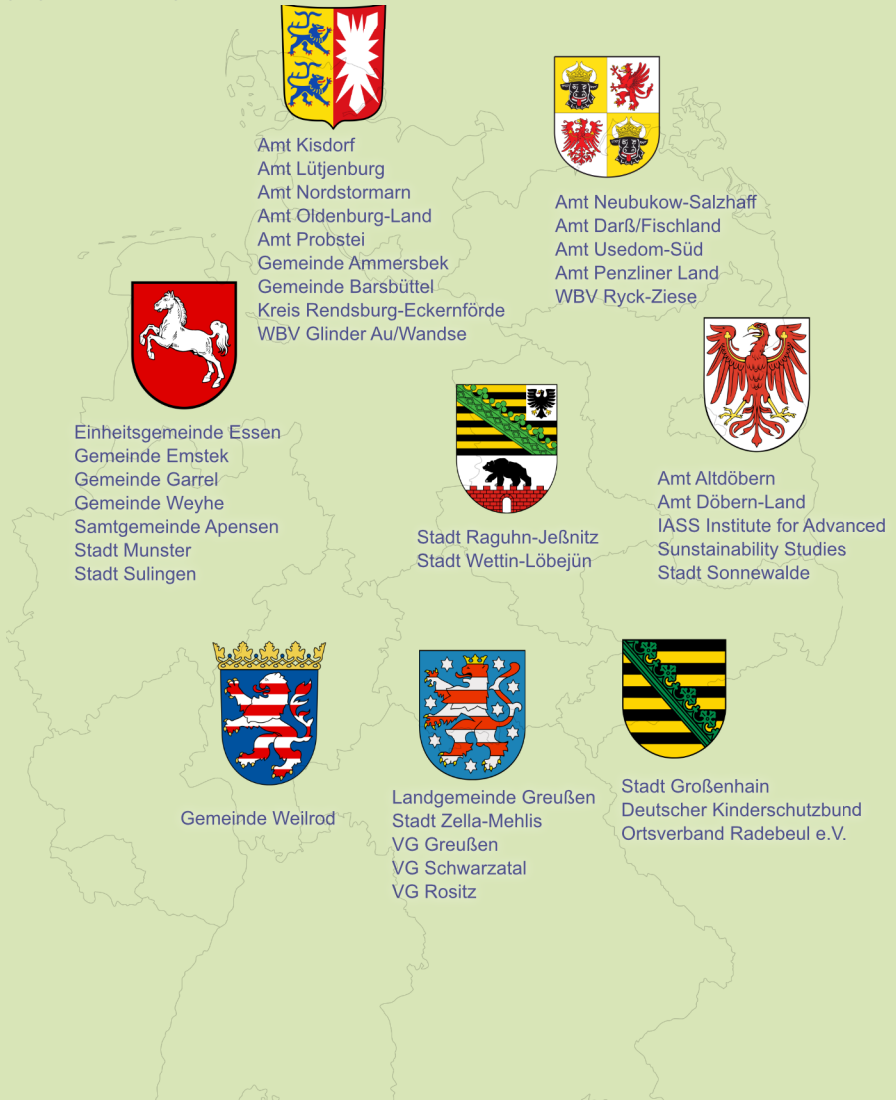 Amt Kisdorf
Amt Lütjenburg
Amt Nordstormarn
Amt Oldenburg-Land
Amt Probstei
Gemeinde Ammersbek
Gemeinde Barsbüttel
Kreis Rendsburg-Eckernförde
WBV Glinder Au/Wandse
Amt Neubukow-Salzhaff
Amt Darß/Fischland
Amt Usedom-Süd
Amt Penzliner Land
WBV Ryck-Ziese
Einheitsgemeinde Essen
Gemeinde Emstek
Gemeinde Garrel
Gemeinde Weyhe
Samtgemeinde Apensen
Stadt Munster
Stadt Sulingen
Stadt Raguhn-Jeßnitz
Stadt Wettin-Löbejün
Amt Altdöbern
Amt Döbern-Land
IASS Institute for Advanced
Sunstainability Studies
Stadt Sonnewalde
Gemeinde Weilrod
Landgemeinde Greußen
Stadt Zella-Mehlis
VG Greußen
VG Schwarzatal
VG Rositz
Stadt Großenhain
Deutscher Kinderschutzbund
Ortsverband Radebeul e.V.